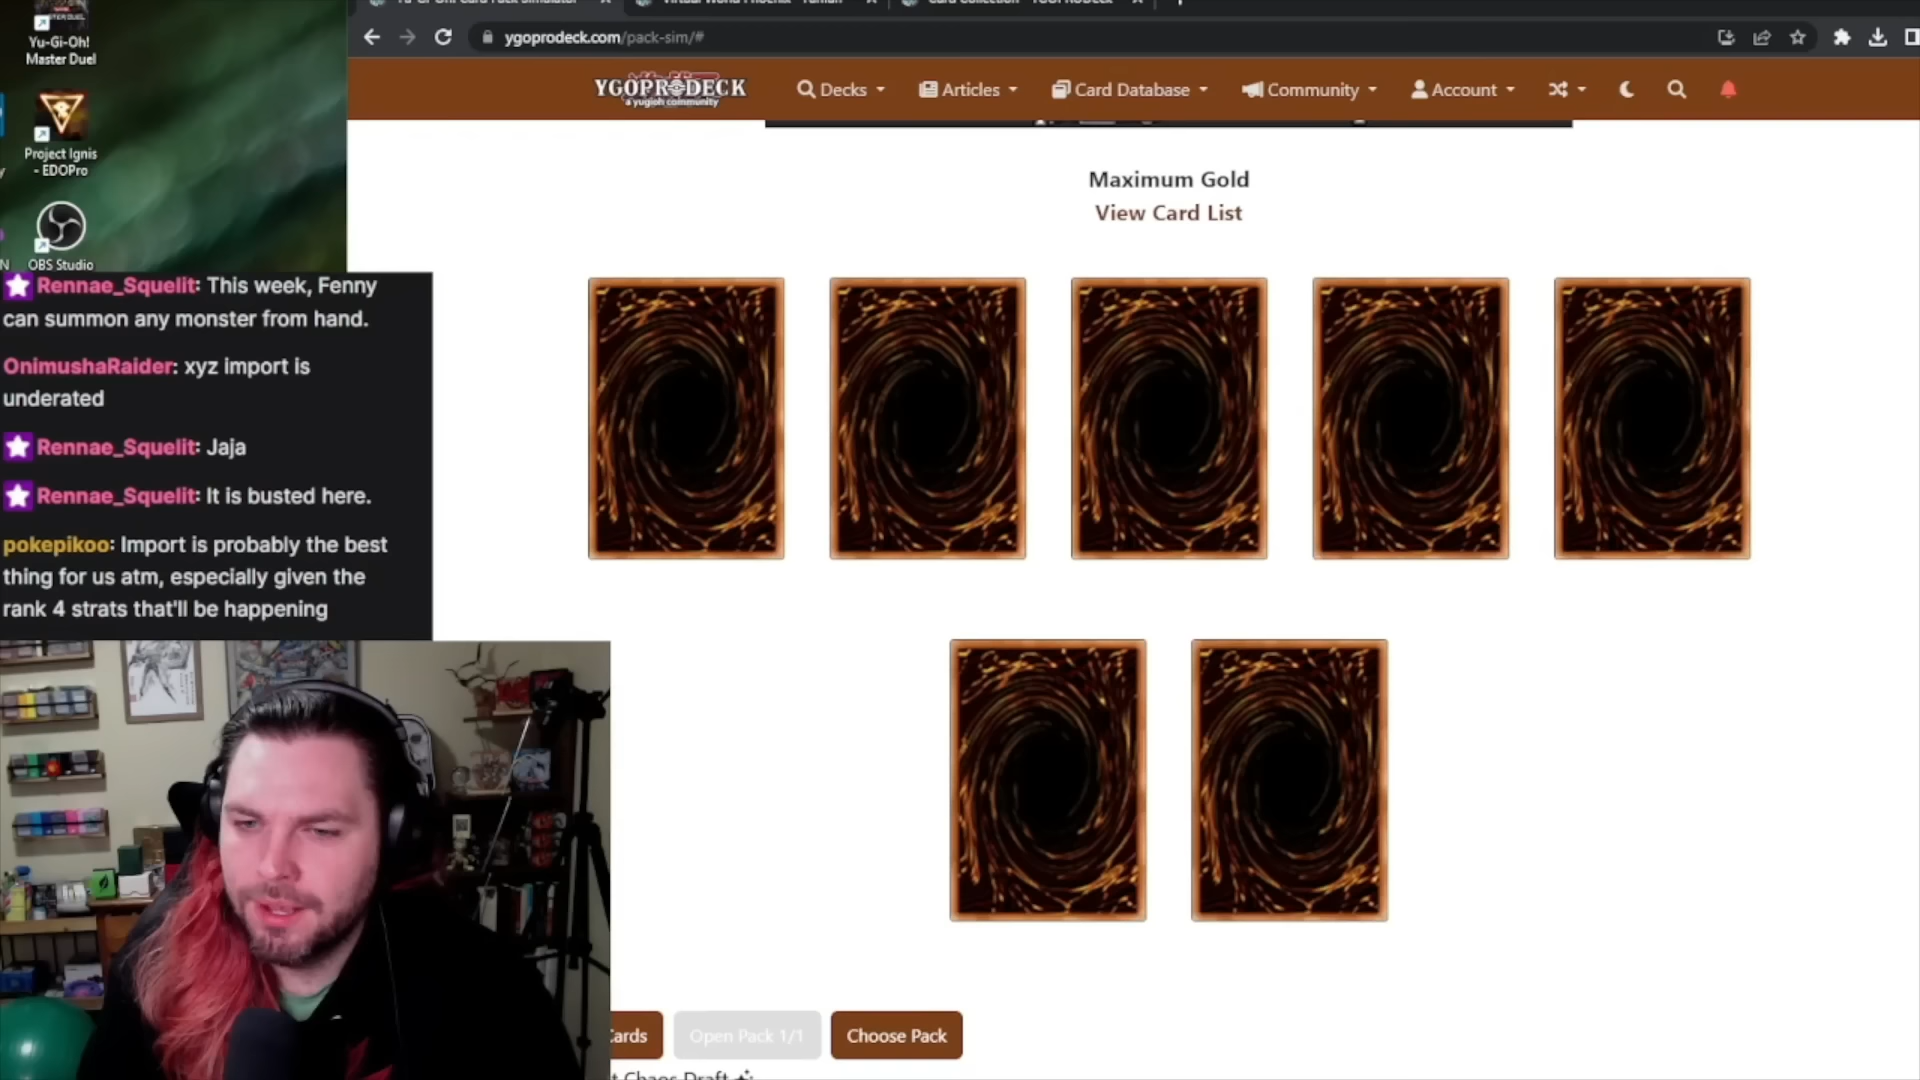 Yu-Gi-Oh!
Master Duel
Project Ignis
- EDOPro
OBS Studio
ygoprodeck.com/pack-sim/#
YGOPRODECK
a yugioh community
Decks
Articles
Card Database
Community
Account
Maximum Gold
View Card List
Rennae_Squelit: This week, Fenny
can summon any monster from hand.
OnimushaRaider: xyz import is
underated
Rennae_Squelit: Jaja
Rennae_Squelit: It is busted here.
pokepikoo: Import is probably the best
thing for us atm, especially given the
rank 4 strats that'll be happening
Open Pack 1/1
Choose Pack
Chaos Draft